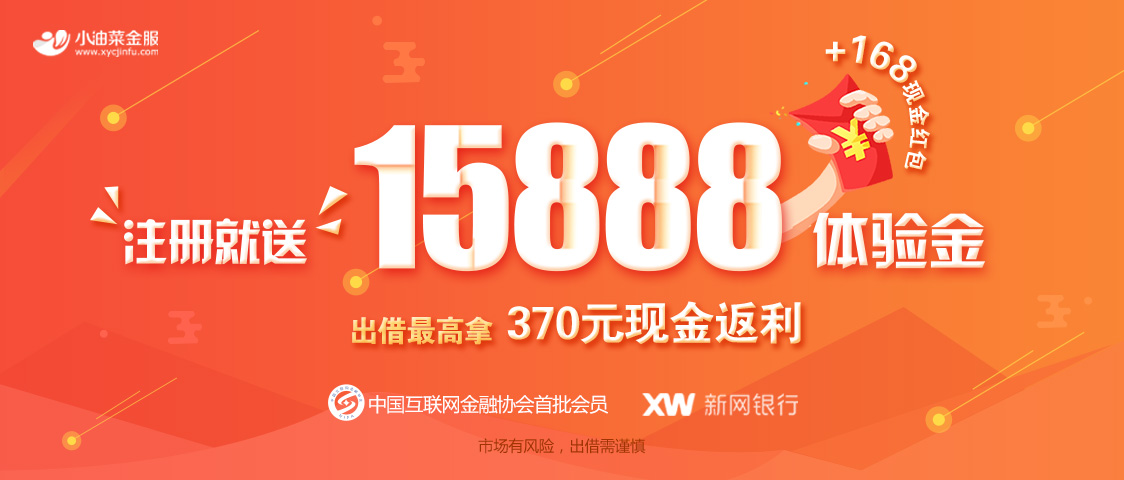 小油菜金服
www.xycjinfu.com
+168现金红包
注册就送
15888
体验金
出借最高拿 370元现金返利
中国互联网金融协会首批会员
XW 新网银行
市场有风险，出借需谨慎